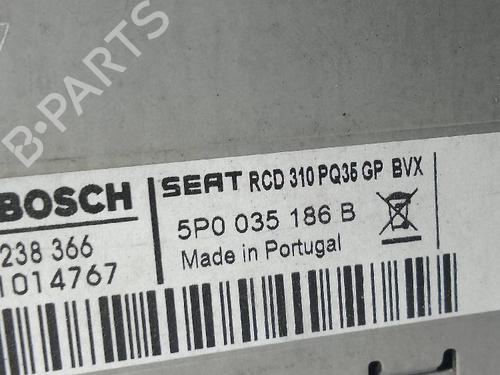 B-PARTS
BOSCH
SEAT RCD 310 PQ35 GP BVX
5P0 035 186 B
238 366
Made in Portugal
1014767